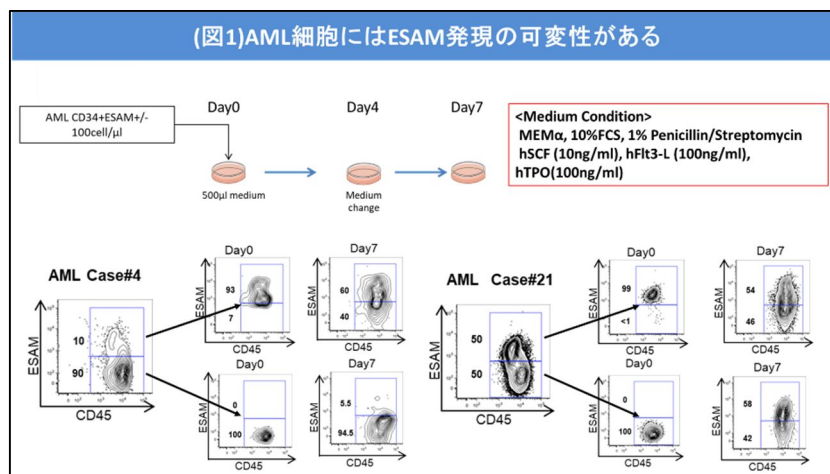 (図1)AML細胞にはESAM発現の可変性がある
AML CD34+ESAM+/-
100cell/μl
Day0
Day4
Day7
500μl medium
Medium
change
<Medium Condition>
MEMα, 10%FCS, 1% Penicillin/Streptomycin
hSCF (10ng/ml), hFlt3-L (100ng/ml),
hTPO(100ng/ml)
AML Case#4
ESAM
10
90
CD45
Day0
ESAM
93
7
CD45
Day7
ESAM
60
40
CD45
Day0
ESAM
0
100
CD45
Day7
ESAM
5.5
94.5
CD45
AML Case#21
ESAM
50
50
CD45
Day0
ESAM
99
<1
CD45
Day7
ESAM
54
46
CD45
Day0
ESAM
0
100
CD45
Day7
ESAM
58
42
CD45